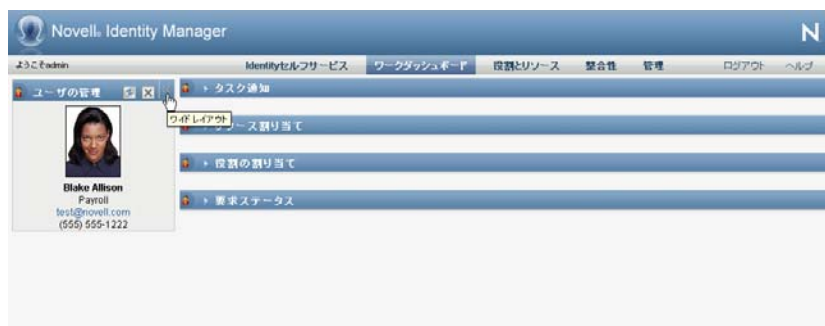 Novell® Identity Manager
N
ようこそadmin
Identityセルフサービス ワークダッシュボード 役割とリソース 整合性 管理 ログアウト ヘルプ
ユーザの管理
タスク通知
ワイドレイアウト
リソース割り当て
役割の割り当て
Blake Allison
Payroll
要求ステータス
test@novell.com
(555) 555-1222